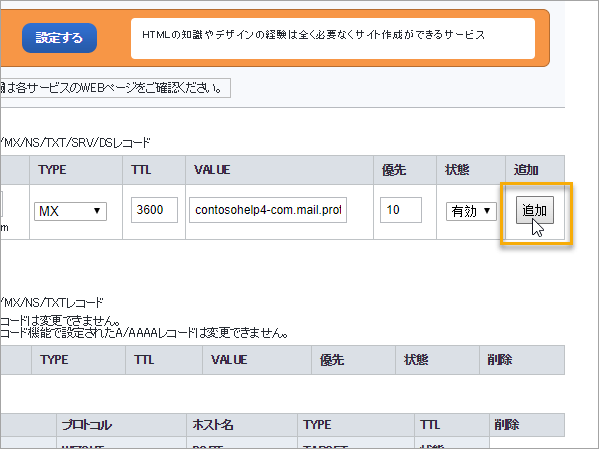 設定する
HTMLの知識やデザインの経験は全く必要なくサイト作成ができるサービス
は各サービスのWEBページをご確認ください。
/MX/NS/TXT/SRV/DSレコード
TYPE TTL VALUE 優先 状態 追加
MX 3600 contosohelp4-com.mail.prot 10 有効 追加
m
/MX/NS/TXTレコード
コードは変更できません。
コード機能で設定されたA/AAAAレコードは変更できません。
TYPE TTL VALUE 優先 状態 削除
プロトコル ホスト名 TYPE TTL 削除
WEIGHT PORT TARGET 状態